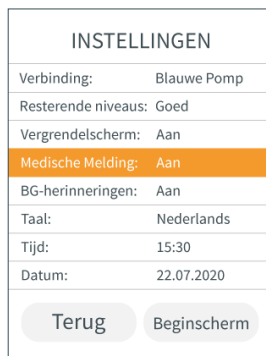 INSTELLINGEN
Verbinding: Blauwe Pomp
Resterende niveaus: Goed
Vergrendelscherm: Aan
Medische Melding: Aan
BG-herinneringen: Aan
Taal: Nederlands
Tijd: 15:30
Datum: 22.07.2020
Terug Beginscherm